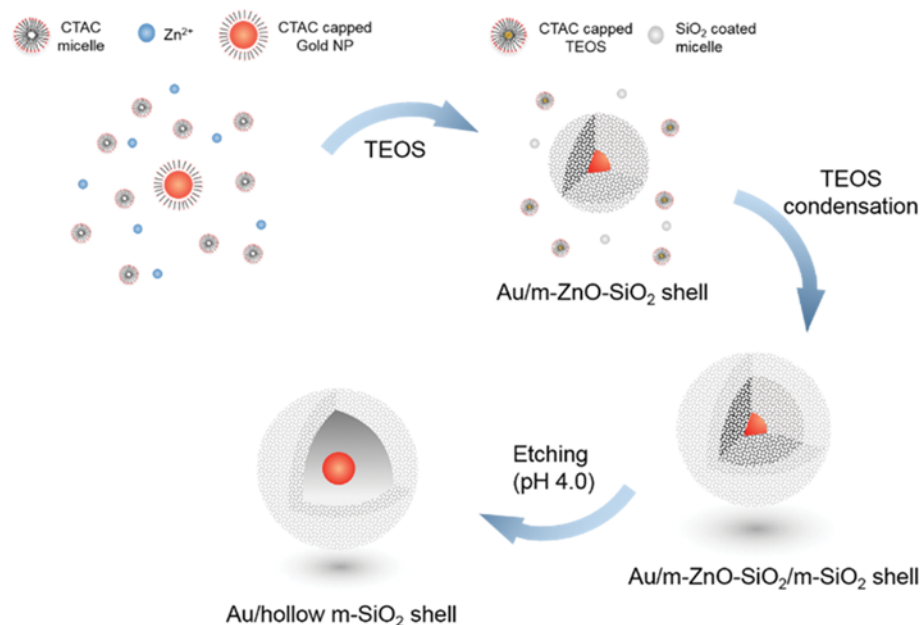 CTAC
micelle
Zn²⁺
CTAC capped
Gold NP
CTAC capped
TEOS
SiO₂ coated
micelle
TEOS
TEOS
condensation
Au/m-ZnO-SiO₂ shell
Etching
(pH 4.0)
Au/m-ZnO-SiO₂/m-SiO₂ shell
Au/hollow m-SiO₂ shell